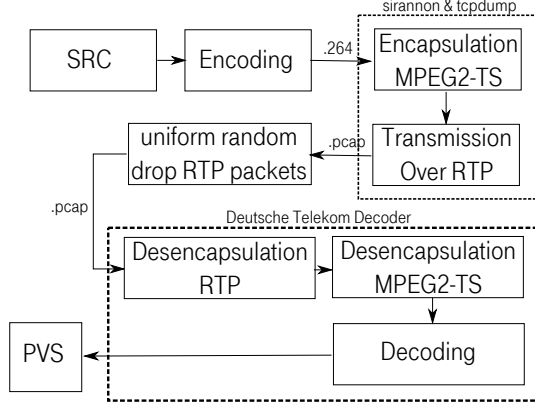 sirannon & tcpdump
SRC
Encoding
.264
Encapsulation
MPEG2-TS
uniform random
drop RTP packets
.pcap
Transmission
Over RTP
.pcap
Deutsche Telekom Decoder
Desencapsulation
RTP
Desencapsulation
MPEG2-TS
PVS
Decoding